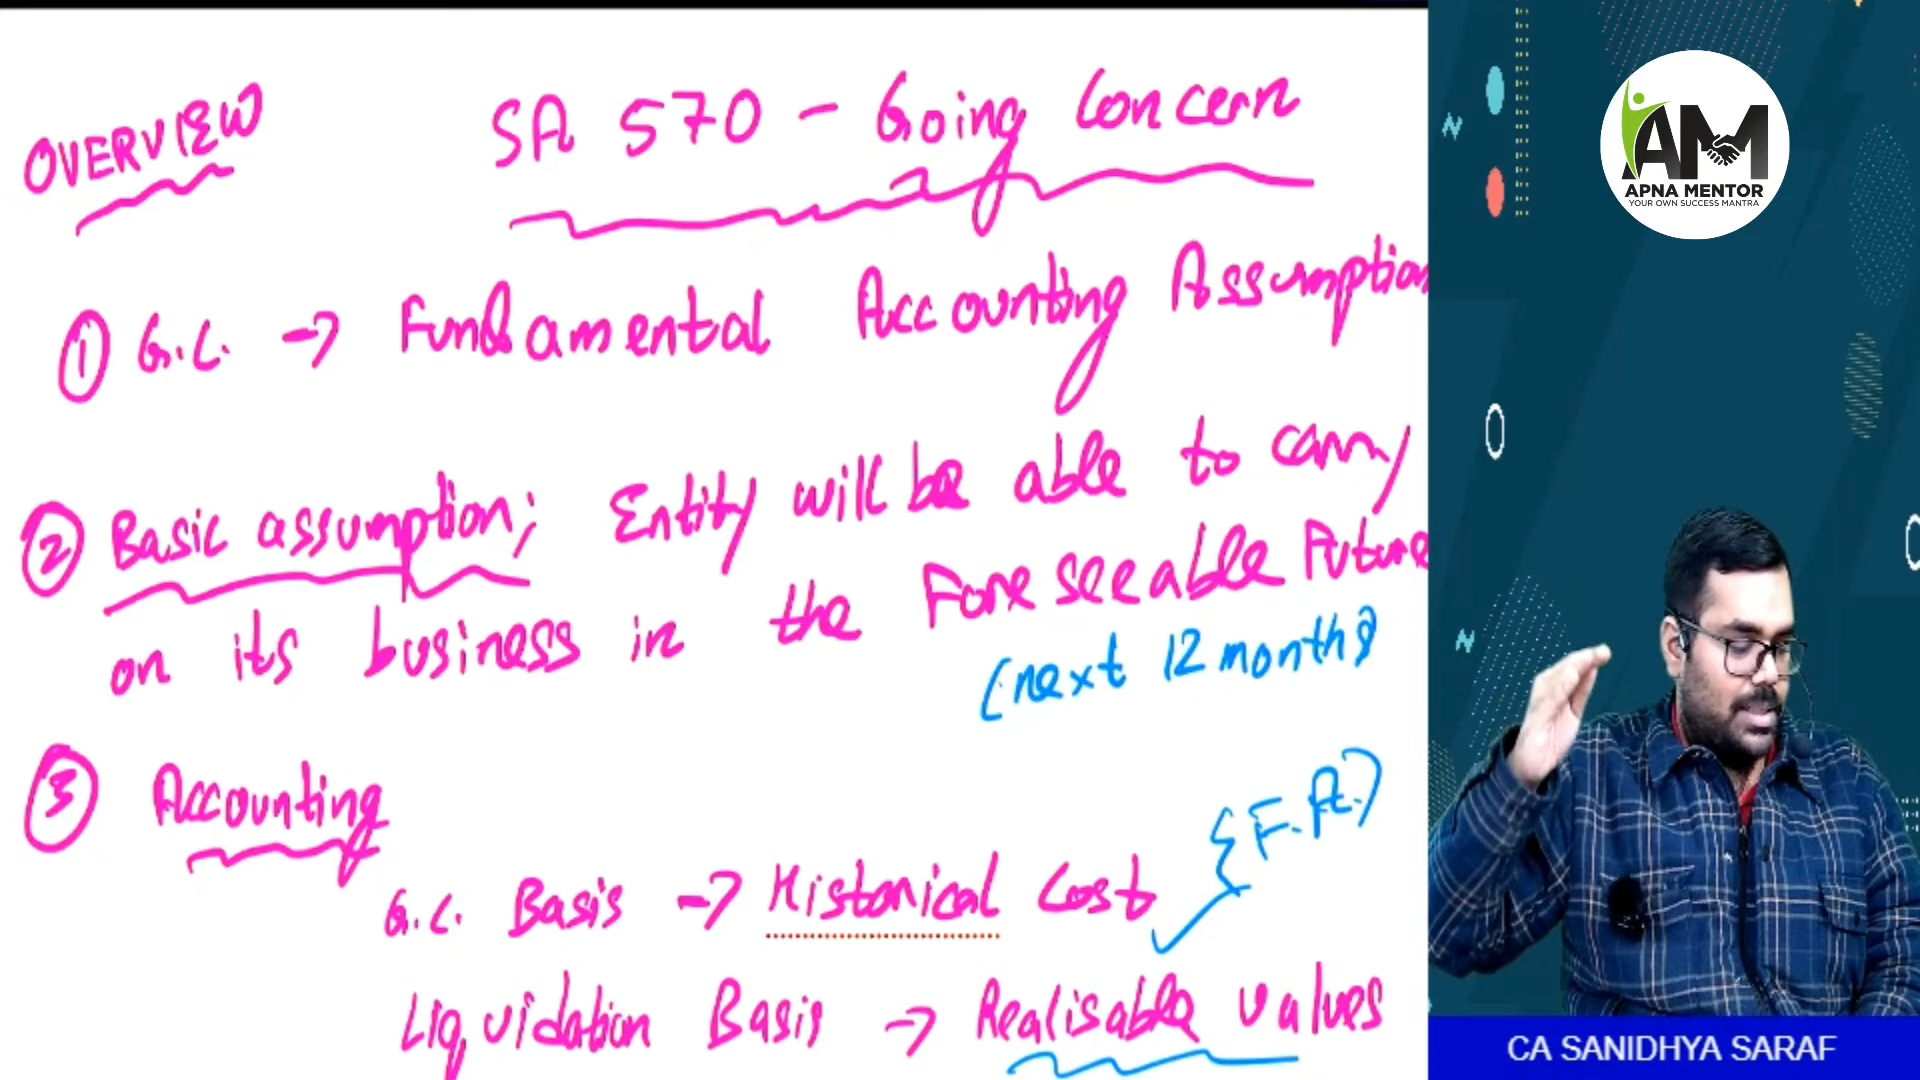 OVERVIEW
SA 570 - Going Concern
① G.C. → Fundamental Accounting Assumption
② Basic assumption; Entity will be able to carry
on its business in the Foreseeable Future
(next 12 months)
③ Accounting
{F.A.}
G.C. Basis → Historical Cost
Liquidation Basis → Realisable values
AM
APNA MENTOR
YOUR OWN SUCCESS MANTRA
CA SANIDHYA SARAF